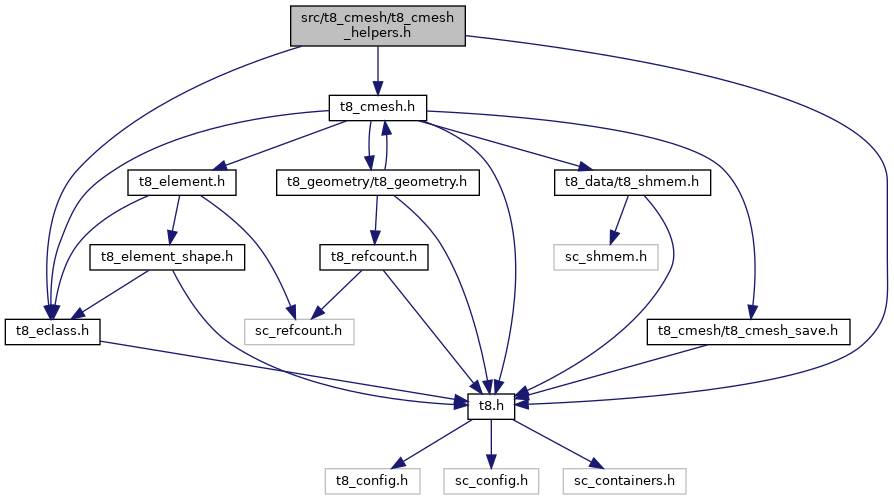 src/t8_cmesh/t8_cmesh
_helpers.h
t8_cmesh.h
t8_element.h
t8_geometry/t8_geometry.h
t8_data/t8_shmem.h
t8_element_shape.h
t8_refcount.h
sc_shmem.h
t8_eclass.h
sc_refcount.h
t8_cmesh/t8_cmesh_save.h
t8.h
t8_config.h
sc_config.h
sc_containers.h